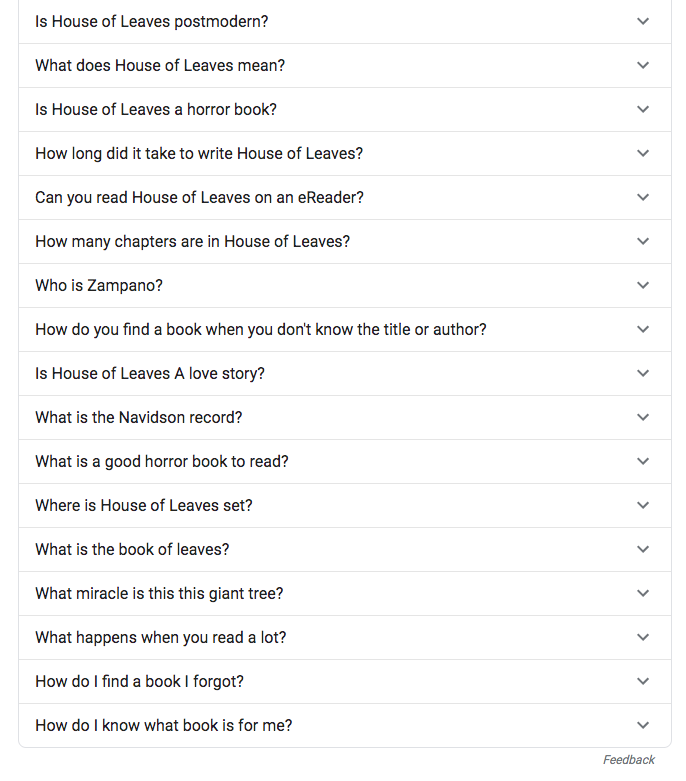 Is House of Leaves postmodern?
What does House of Leaves mean?
Is House of Leaves a horror book?
How long did it take to write House of Leaves?
Can you read House of Leaves on an eReader?
How many chapters are in House of Leaves?
Who is Zampano?
How do you find a book when you don't know the title or author?
Is House of Leaves A love story?
What is the Navidson record?
What is a good horror book to read?
Where is House of Leaves set?
What is the book of leaves?
What miracle is this this giant tree?
What happens when you read a lot?
How do I find a book I forgot?
How do I know what book is for me?
Feedback